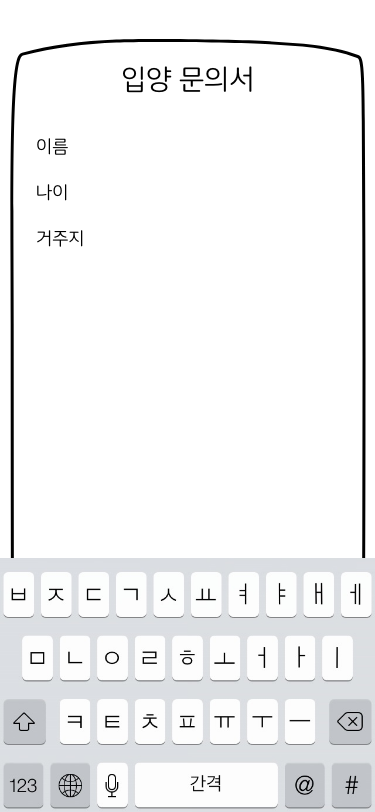 입양 문의서
이름
나이
거주지
ㅂ ㅈ ㄷ ㄱ ㅅ ㅛ ㅕ ㅑ ㅐ ㅔ
ㅁ ㄴ ㅇ ㄹ ㅎ ㅗ ㅓ ㅏ ㅣ
ㅋ ㅌ ㅊ ㅍ ㅠ ㅜ ㅡ
123 간격 @ #